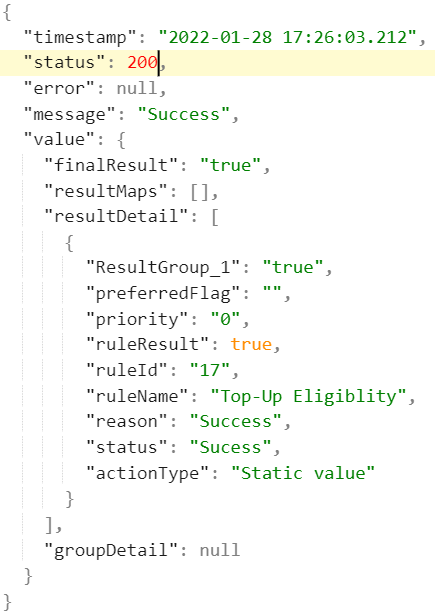 {
"timestamp": "2022-01-28 17:26:03.212",
"status": 200,
"error": null,
"message": "Success",
"value": {
"finalResult": "true",
"resultMaps": [],
"resultDetail": [
{
"ResultGroup_1": "true",
"preferredFlag": "",
"priority": "0",
"ruleResult": true,
"ruleId": "17",
"ruleName": "Top-Up Eligiblity",
"reason": "Success",
"status": "Sucess",
"actionType": "Static value"
}
],
"groupDetail": null
}
}